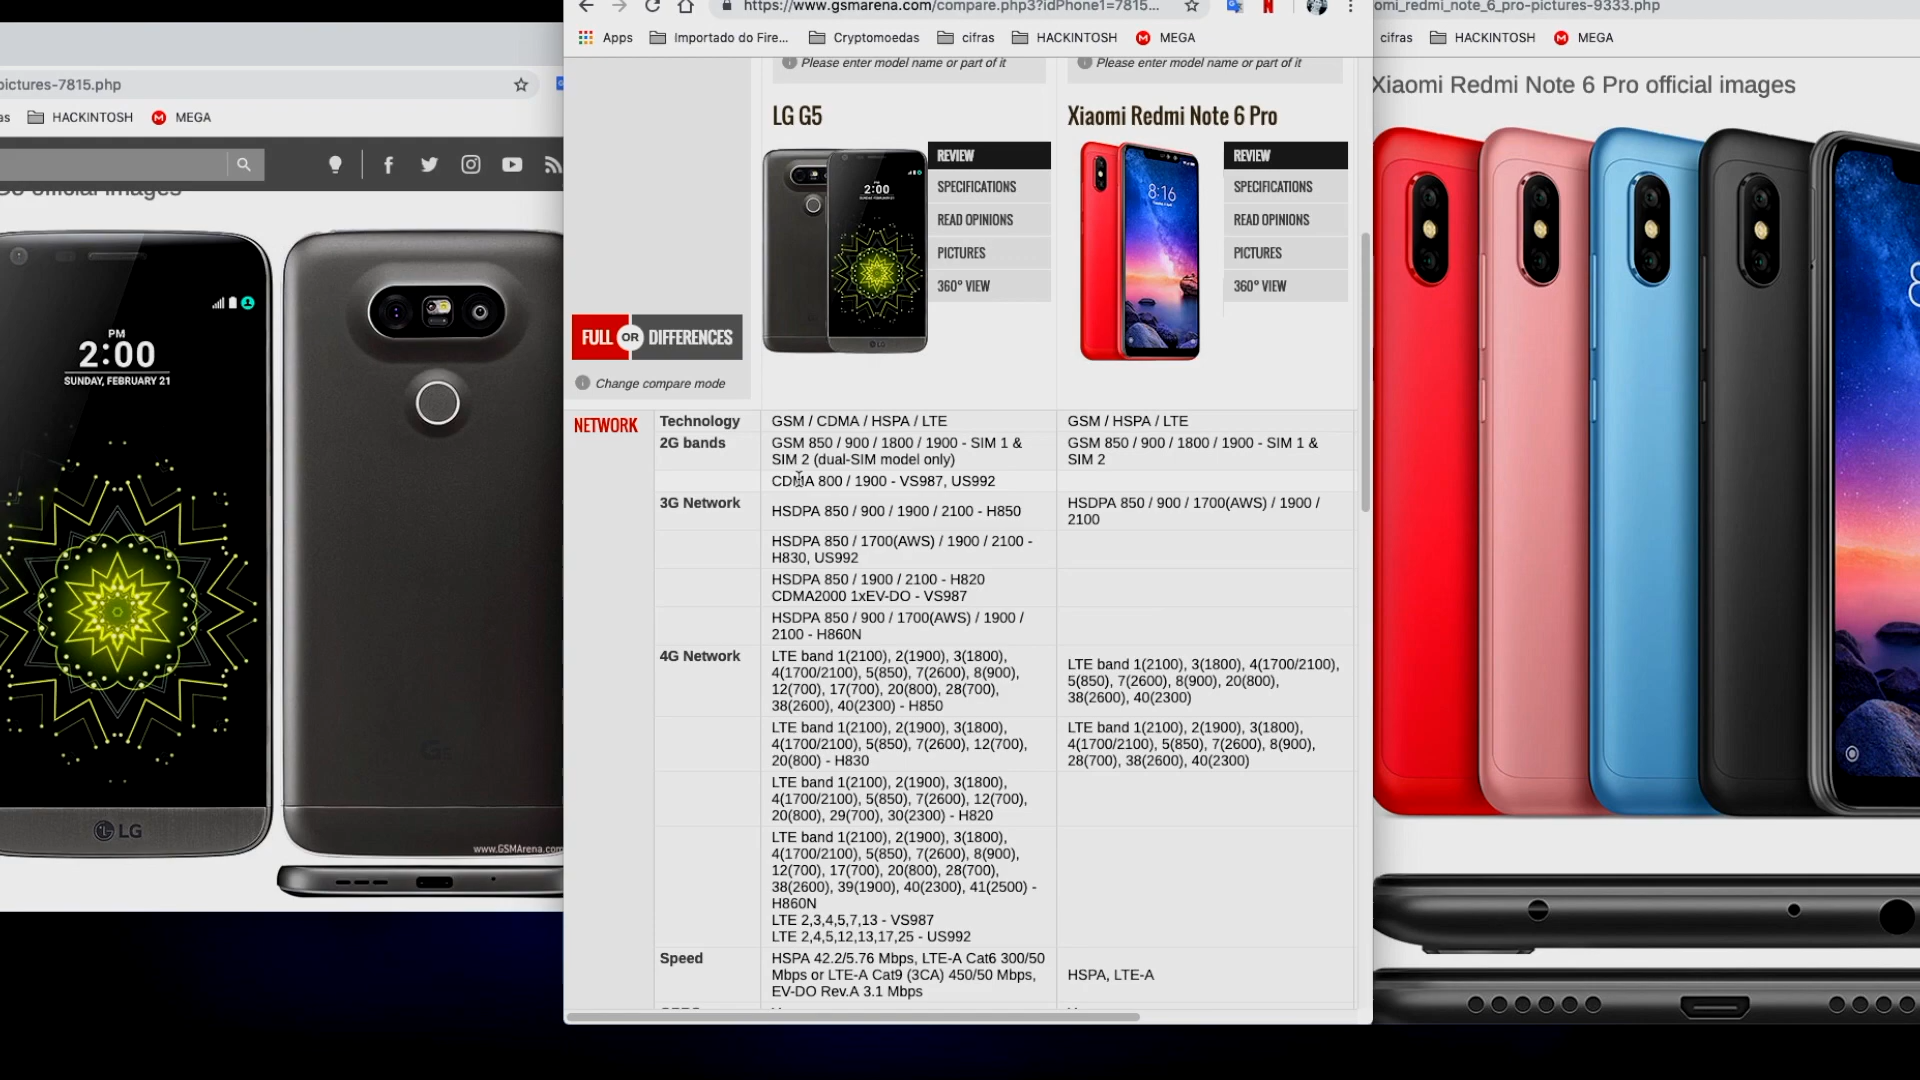 https://www.gsmarena.com/compare.php3?idPhone1=7815...
Apps
Importado do Fire...
Cryptomoedas
cifras
HACKINTOSH
MEGA
omi_redmi_note_6_pro-pictures-9333.php
cifras
HACKINTOSH
MEGA
pictures-7815.php
as
HACKINTOSH
MEGA
official images
PM
2:00
SUNDAY, FEBRUARY 21
LG
G5
www.GSMArena.com
Please enter model name or part of it
Please enter model name or part of it
LG G5
Xiaomi Redmi Note 6 Pro
2:00
LG
8:16
REVIEW
SPECIFICATIONS
READ OPINIONS
PICTURES
360° VIEW
REVIEW
SPECIFICATIONS
READ OPINIONS
PICTURES
360° VIEW
FULL OR DIFFERENCES
Change compare mode
NETWORK
Technology
GSM / CDMA / HSPA / LTE
GSM / HSPA / LTE
2G bands
GSM 850 / 900 / 1800 / 1900 - SIM 1 &
SIM 2 (dual-SIM model only)
GSM 850 / 900 / 1800 / 1900 - SIM 1 &
SIM 2
CDMA 800 / 1900 - VS987, US992
3G Network
HSDPA 850 / 900 / 1900 / 2100 - H850
HSDPA 850 / 900 / 1700(AWS) / 1900 /
2100
HSDPA 850 / 1700(AWS) / 1900 / 2100 -
H830, US992
HSDPA 850 / 1900 / 2100 - H820
CDMA2000 1xEV-DO - VS987
HSDPA 850 / 900 / 1700(AWS) / 1900 /
2100 - H860N
4G Network
LTE band 1(2100), 2(1900), 3(1800),
4(1700/2100), 5(850), 7(2600), 8(900),
12(700), 17(700), 20(800), 28(700),
38(2600), 40(2300) - H850
LTE band 1(2100), 3(1800), 4(1700/2100),
5(850), 7(2600), 8(900), 20(800),
38(2600), 40(2300)
LTE band 1(2100), 2(1900), 3(1800),
4(1700/2100), 5(850), 7(2600), 12(700),
20(800) - H830
LTE band 1(2100), 2(1900), 3(1800),
4(1700/2100), 5(850), 7(2600), 8(900),
28(700), 38(2600), 40(2300)
LTE band 1(2100), 2(1900), 3(1800),
4(1700/2100), 5(850), 7(2600), 12(700),
20(800), 29(700), 30(2300) - H820
LTE band 1(2100), 2(1900), 3(1800),
4(1700/2100), 5(850), 7(2600), 8(900),
12(700), 17(700), 20(800), 28(700),
38(2600), 39(1900), 40(2300), 41(2500) -
H860N
LTE 2,3,4,5,7,13 - VS987
LTE 2,4,5,12,13,17,25 - US992
Speed
HSPA 42.2/5.76 Mbps, LTE-A Cat6 300/50
Mbps or LTE-A Cat9 (3CA) 450/50 Mbps,
EV-DO Rev.A 3.1 Mbps
HSPA, LTE-A
Xiaomi Redmi Note 6 Pro official images